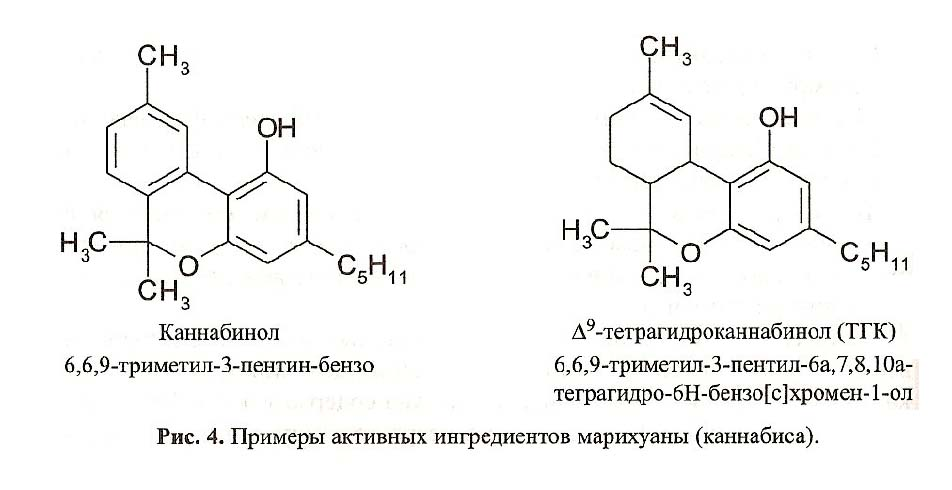 CH₃
CH₃
OH
OH
H₃C
H₃C
O
O
CH₃
CH₃
C₅H₁₁
C₅H₁₁
Каннабинол
6,6,9-триметил-3-пентин-бензо
Δ⁹-тетрагидроканнабинол (ТГК)
6,6,9-триметил-3-пентил-6а,7,8,10а-
тетрагидро-6Н-бензо[с]хромен-1-ол
Рис. 4. Примеры активных ингредиентов марихуаны (каннабиса).